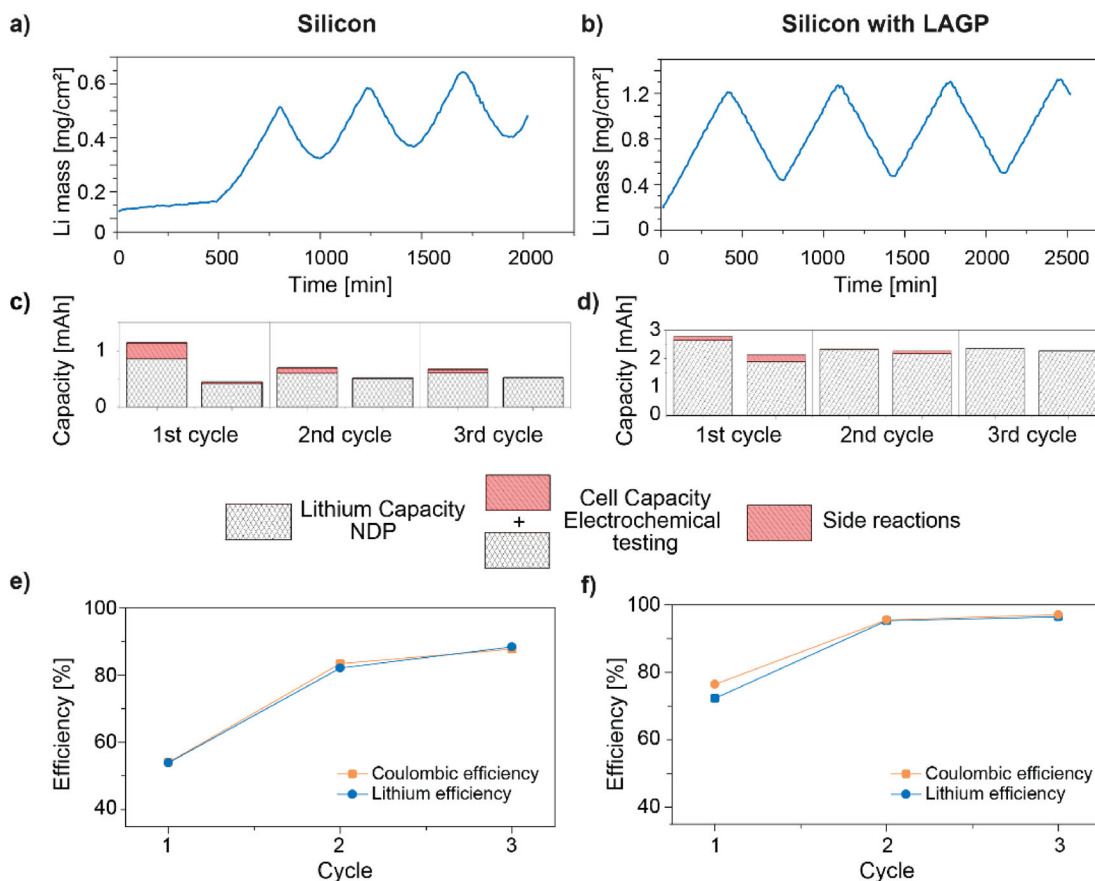 a)
Silicon
b)
Silicon with LAGP
Li mass [mg/cm²]
0.6
0.4
0.2
0
0
500
1000
1500
2000
Time [min]
Li mass [mg/cm²]
1.2
0.8
0.4
0
0
500
1000
1500
2000
2500
Time [min]
c)
Capacity [mAh]
1
0
1st cycle
2nd cycle
3rd cycle
d)
Capacity [mAh]
3
2
1
0
1st cycle
2nd cycle
3rd cycle
Lithium Capacity
NDP
+
Cell Capacity
Electrochemical
testing
Side reactions
e)
Efficiency [%]
100
80
60
40
Coulombic efficiency
Lithium efficiency
1
2
3
Cycle
f)
Efficiency [%]
100
80
60
40
Coulombic efficiency
Lithium efficiency
1
2
3
Cycle